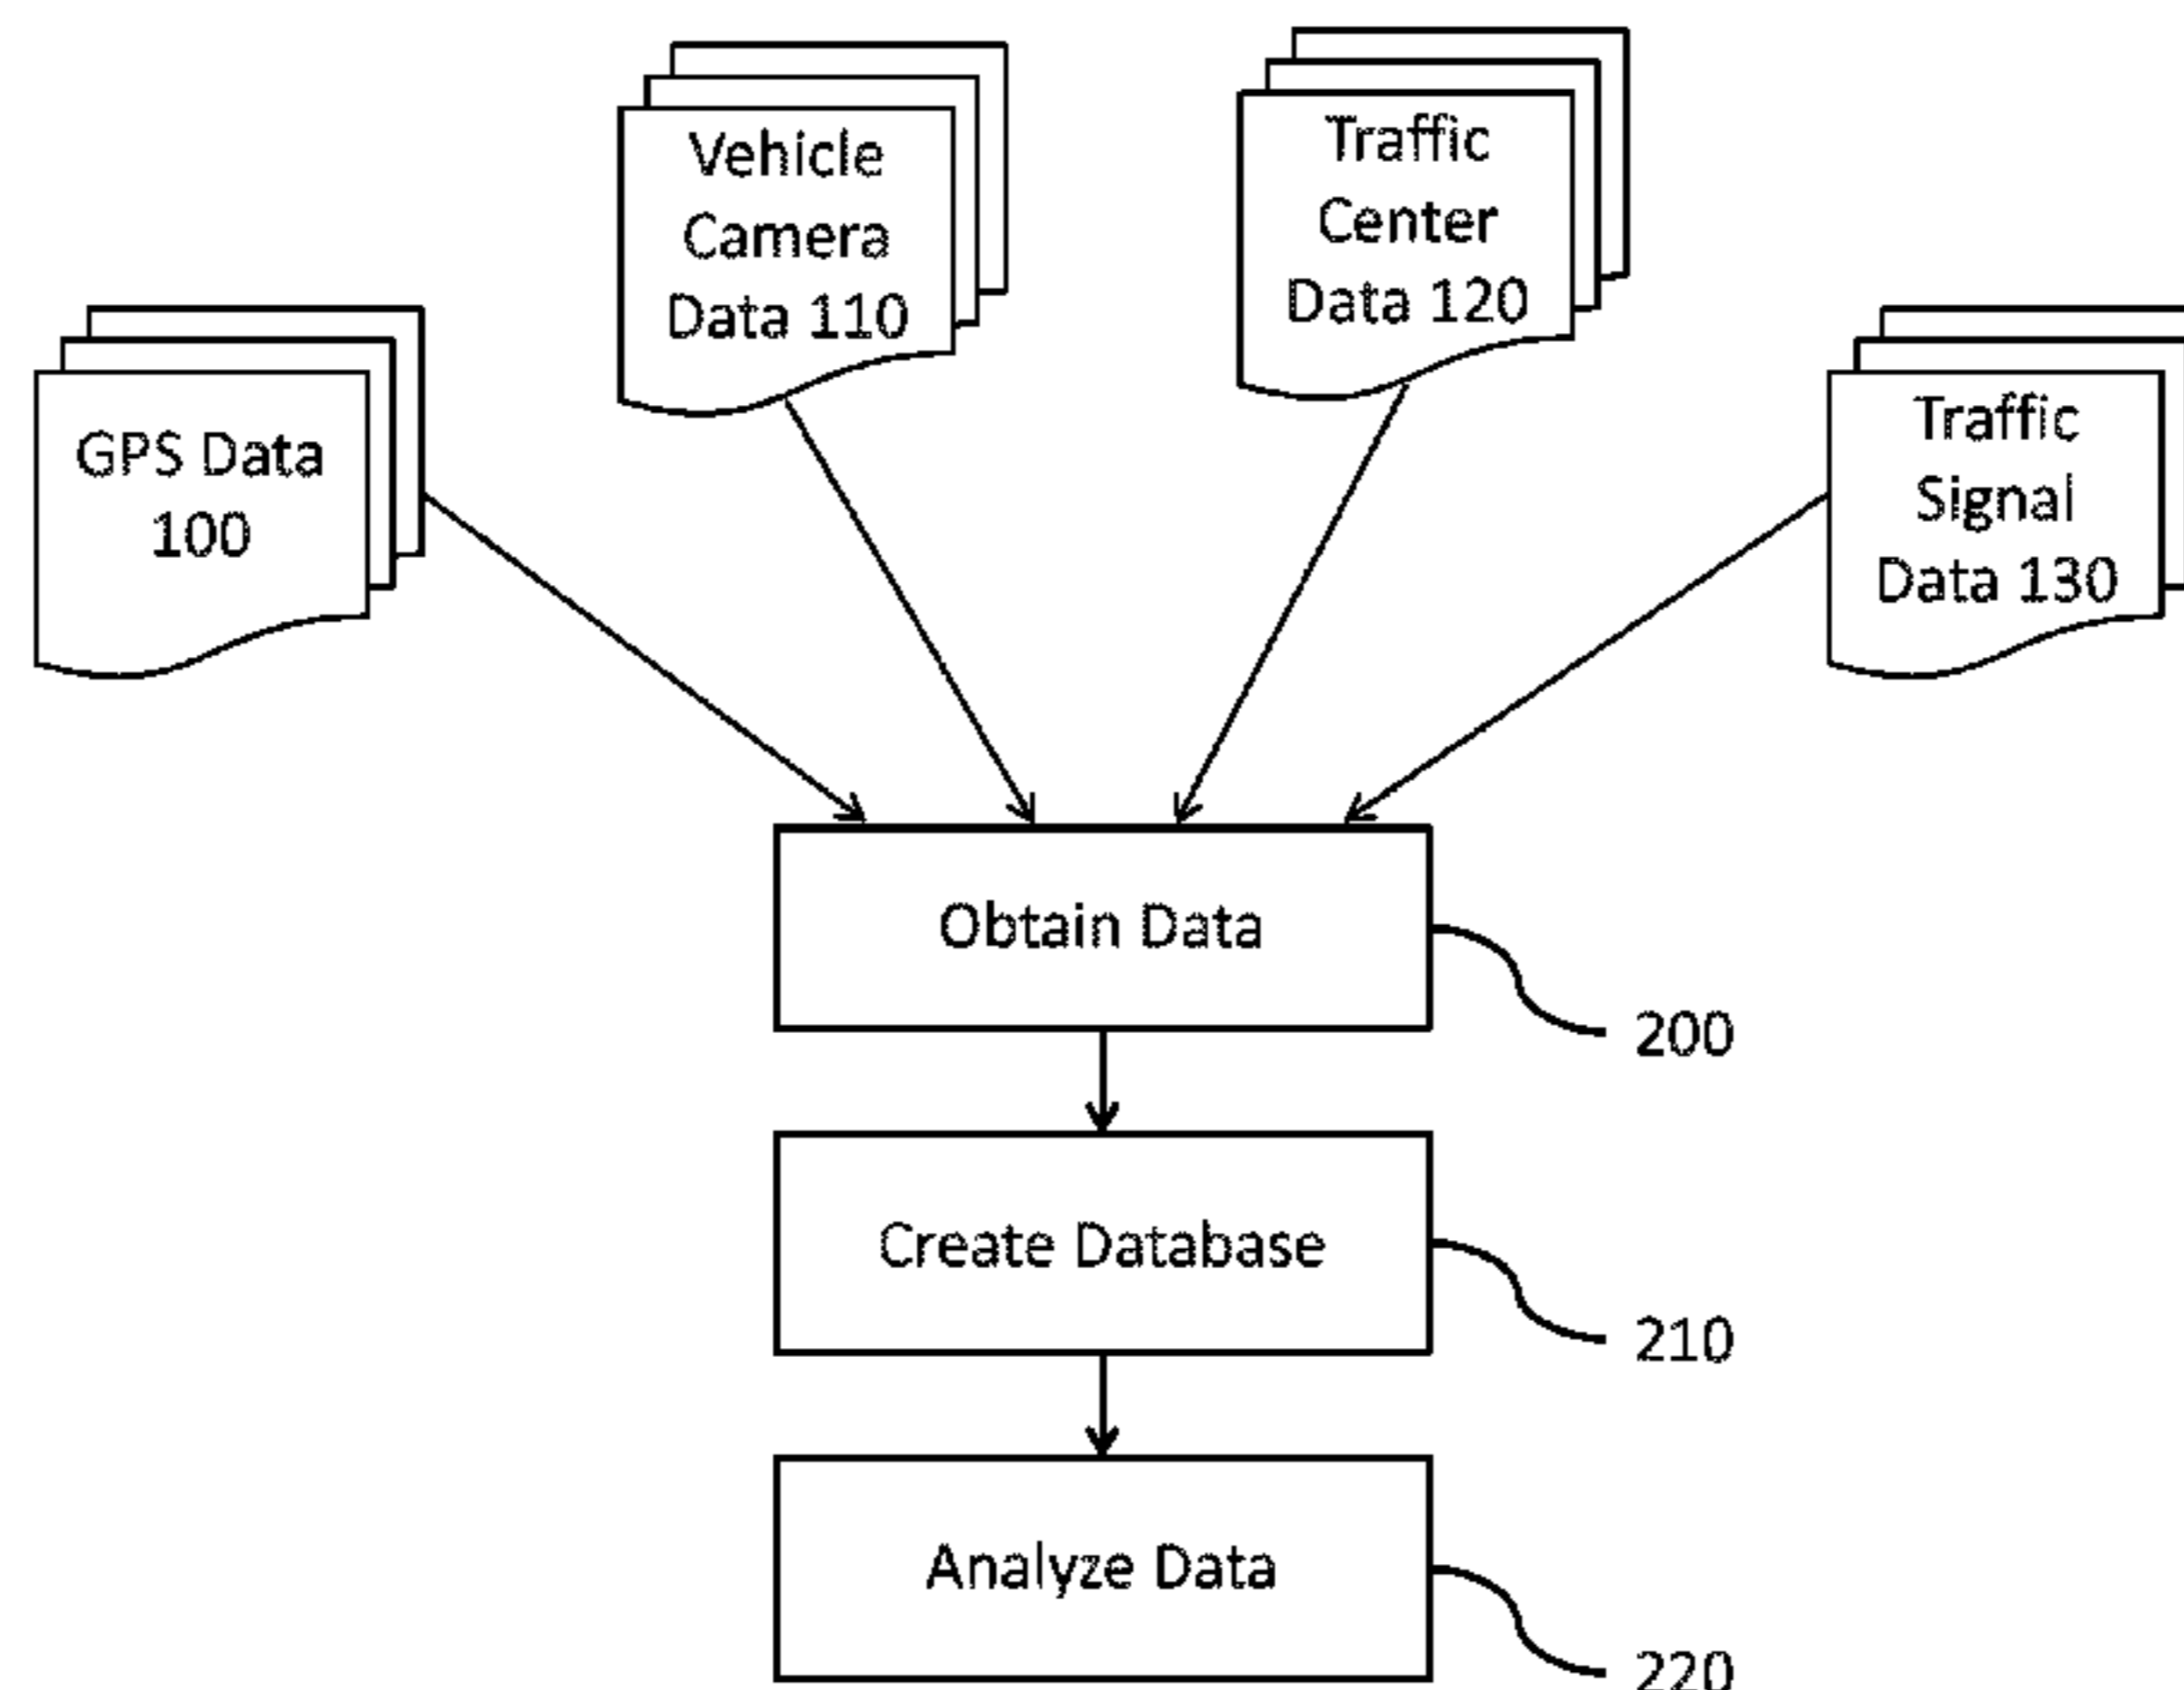 Vehicle
Camera
Data 110
Traffic
Center
Data 120
GPS Data
100
Traffic
Signal
Data 130
Obtain Data
200
Create Database
210
Analyze Data
220